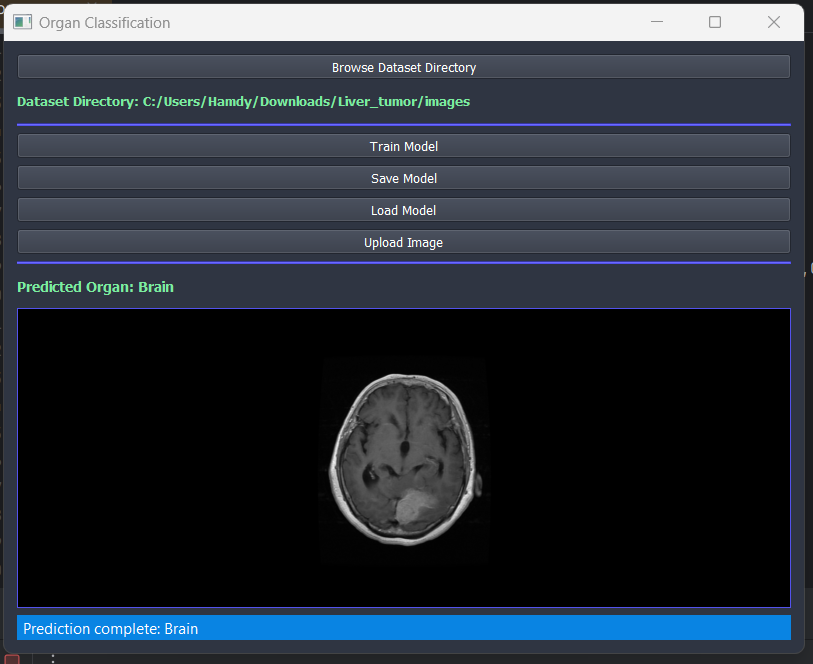 Organ Classification
Browse Dataset Directory
Dataset Directory: C:/Users/Hamdy/Downloads/Liver_tumor/images
Train Model
Save Model
Load Model
Upload Image
Predicted Organ: Brain
Prediction complete: Brain